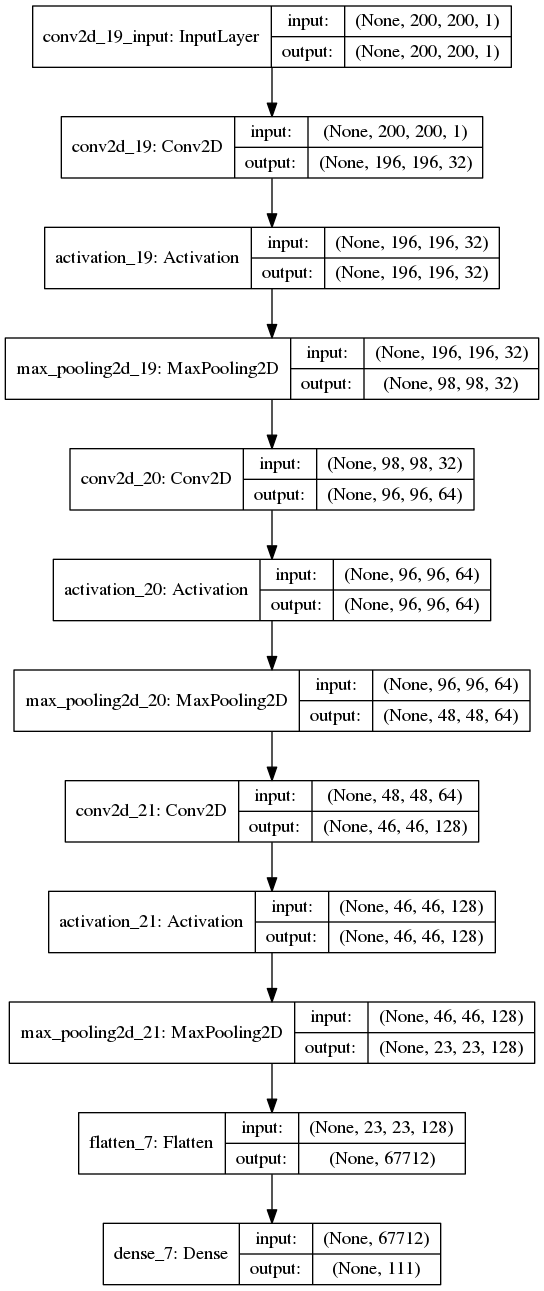 conv2d_19_input: InputLayer input: (None, 200, 200, 1)
output: (None, 200, 200, 1)
conv2d_19: Conv2D input: (None, 200, 200, 1)
output: (None, 196, 196, 32)
activation_19: Activation input: (None, 196, 196, 32)
output: (None, 196, 196, 32)
max_pooling2d_19: MaxPooling2D input: (None, 196, 196, 32)
output: (None, 98, 98, 32)
conv2d_20: Conv2D input: (None, 98, 98, 32)
output: (None, 96, 96, 64)
activation_20: Activation input: (None, 96, 96, 64)
output: (None, 96, 96, 64)
max_pooling2d_20: MaxPooling2D input: (None, 96, 96, 64)
output: (None, 48, 48, 64)
conv2d_21: Conv2D input: (None, 48, 48, 64)
output: (None, 46, 46, 128)
activation_21: Activation input: (None, 46, 46, 128)
output: (None, 46, 46, 128)
max_pooling2d_21: MaxPooling2D input: (None, 46, 46, 128)
output: (None, 23, 23, 128)
flatten_7: Flatten input: (None, 23, 23, 128)
output: (None, 67712)
dense_7: Dense input: (None, 67712)
output: (None, 111)